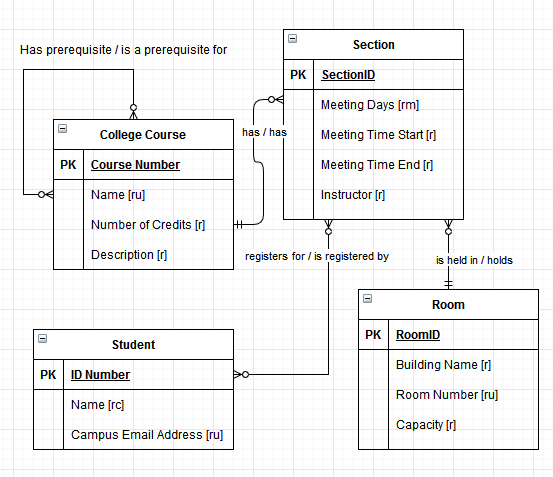 Has prerequisite / is a prerequisite for
Section
PK SectionID
Meeting Days [rm]
Meeting Time Start [r]
Meeting Time End [r]
Instructor [r]
has / has
College Course
PK Course Number
Name [ru]
Number of Credits [r]
Description [r]
registers for / is registered by
is held in / holds
Room
PK RoomID
Building Name [r]
Room Number [ru]
Capacity [r]
Student
PK ID Number
Name [rc]
Campus Email Address [ru]